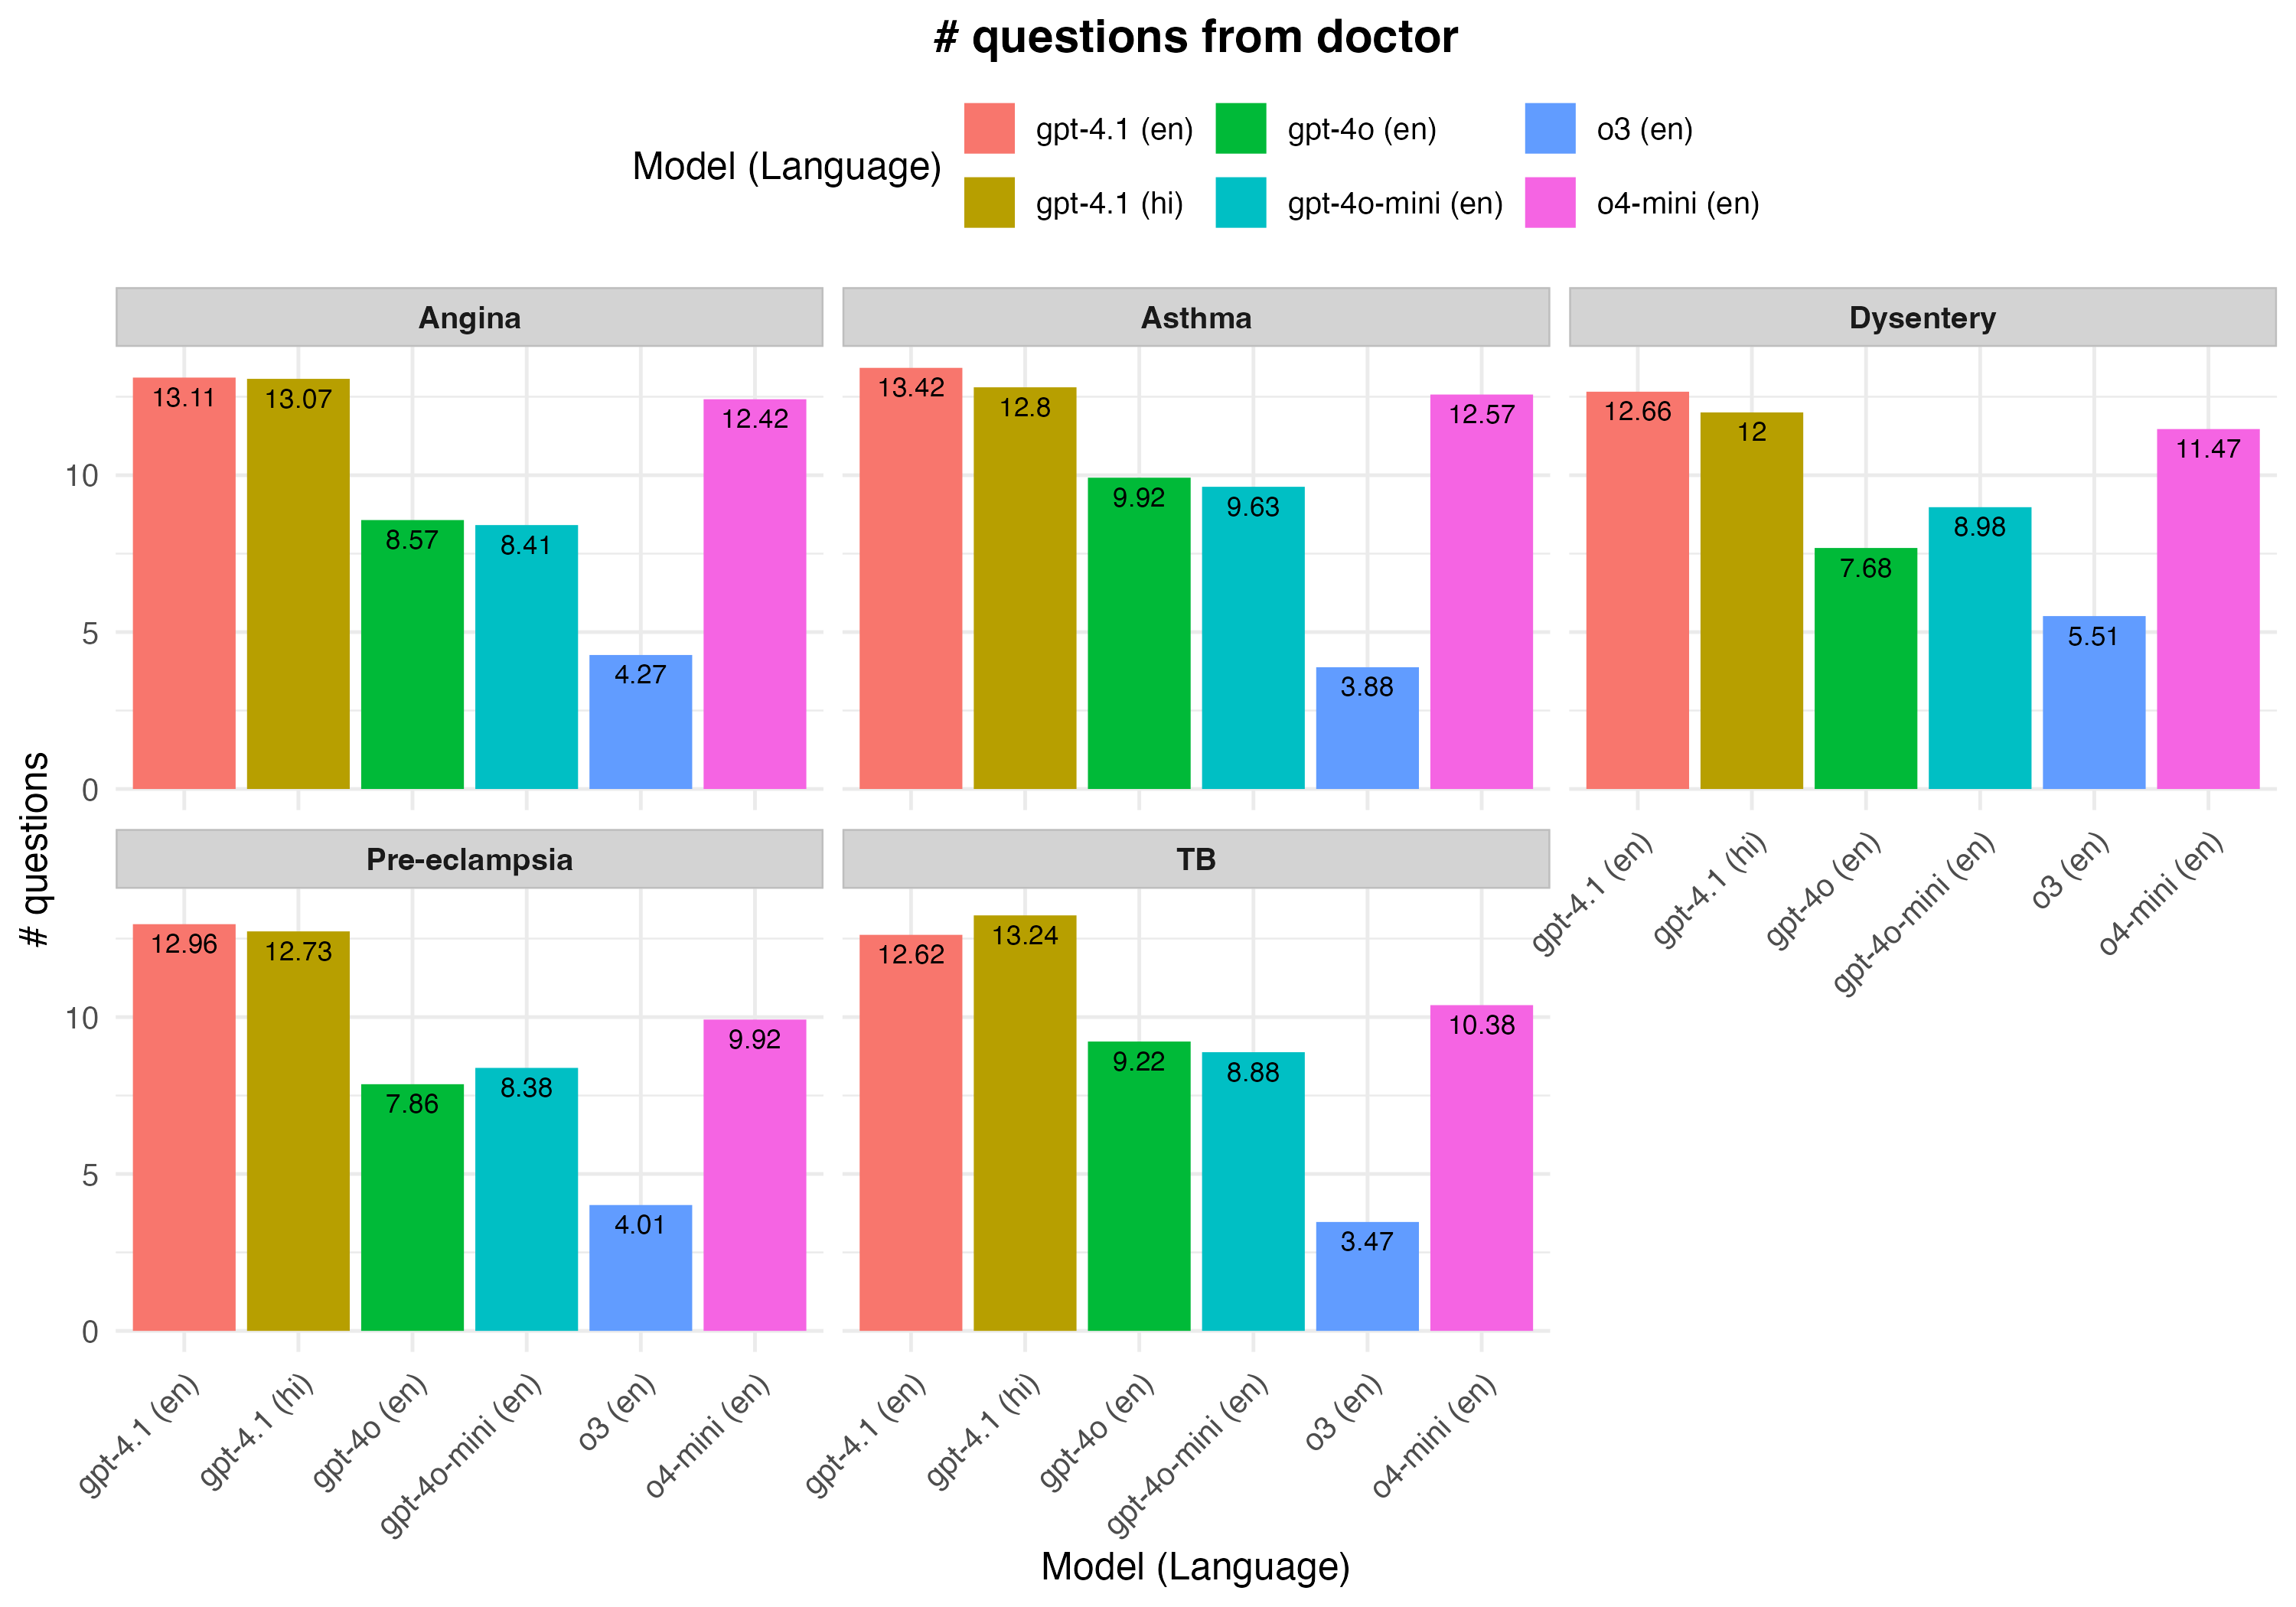 # questions from doctor
Model (Language)
gpt-4.1 (en)
gpt-4o (en)
o3 (en)
gpt-4.1 (hi)
gpt-4o-mini (en)
o4-mini (en)
Angina
13.11
13.07
8.57
8.41
4.27
12.42
Asthma
13.42
12.8
9.92
9.63
3.88
12.57
Dysentery
12.66
12
7.68
8.98
5.51
11.47
10
5
0
gpt-4.1 (en)
gpt-4.1 (hi)
gpt-4o (en)
gpt-4o-mini (en)
o3 (en)
o4-mini (en)
# questions
Pre-eclampsia
12.96
12.73
7.86
8.38
4.01
9.92
TB
12.62
13.24
9.22
8.88
3.47
10.38
10
5
0
gpt-4.1 (en)
gpt-4.1 (hi)
gpt-4o (en)
gpt-4o-mini (en)
o3 (en)
o4-mini (en)
gpt-4.1 (en)
gpt-4.1 (hi)
gpt-4o (en)
gpt-4o-mini (en)
o3 (en)
o4-mini (en)
Model (Language)